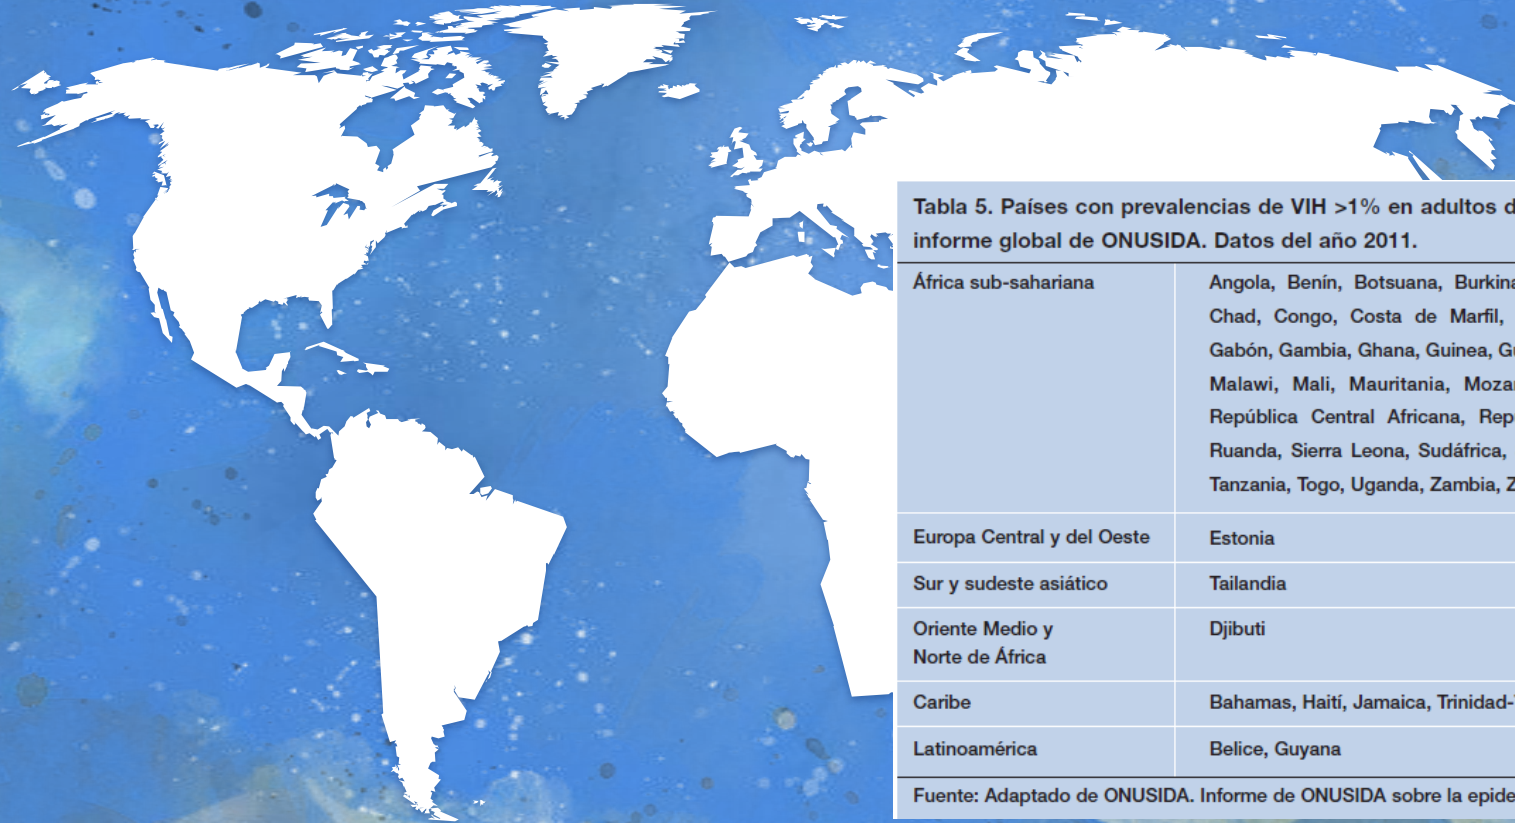 Tabla 5. Países con prevalencias de VIH >1% en adultos
informe global de ONUSIDA. Datos del año 2011.
África sub-sahariana
Angola, Benín, Botsuana,
Chad, Congo, Costa de Marfil,
Gabón, Gambia, Ghana, Guinea,
Malawi, Mali, Mauritania,
República Central Africana,
Ruanda, Sierra Leona, Sudáfrica,
Tanzania, Togo, Uganda, Zambia,
Europa Central y del Oeste
Estonia
Sur y sudeste asiático
Tailandia
Oriente Medio y
Norte de África
Djibuti
Caribe
Bahamas, Haití, Jamaica, Trinidad-
Latinoamérica
Belice, Guyana
Fuente: Adaptado de ONUSIDA. Informe de ONUSIDA sobre la